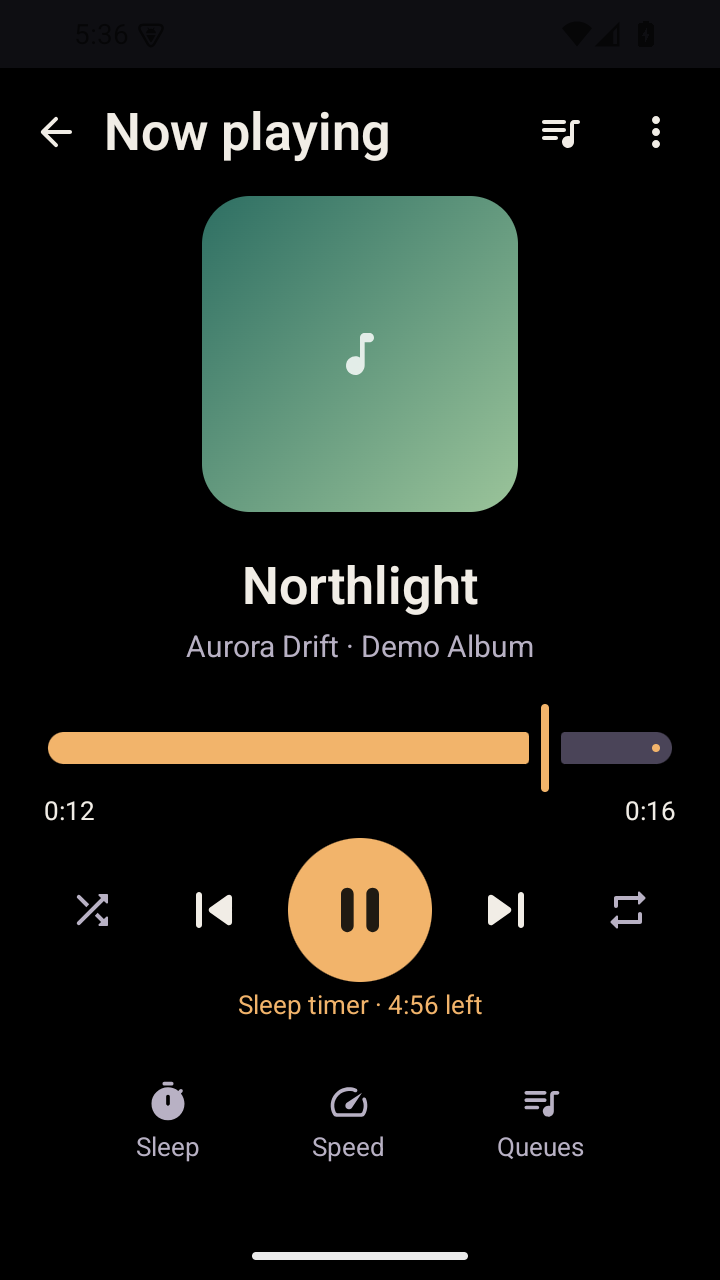 5:36
Now playing
Northlight
Aurora Drift · Demo Album
0:12 0:16
Sleep timer · 4:56 left
Sleep Speed Queues